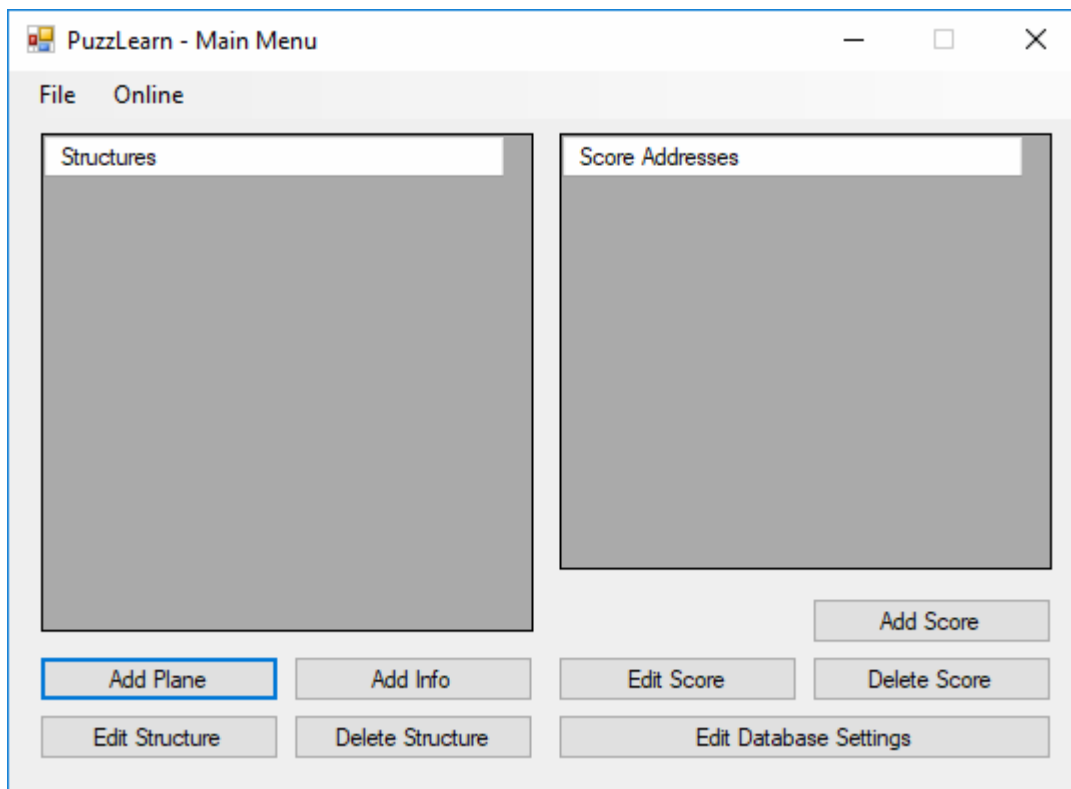 PuzzLearn - Main Menu
File Online
Structures
Score Addresses
Add Score
Add Plane
Add Info
Edit Score
Delete Score
Edit Structure
Delete Structure
Edit Database Settings